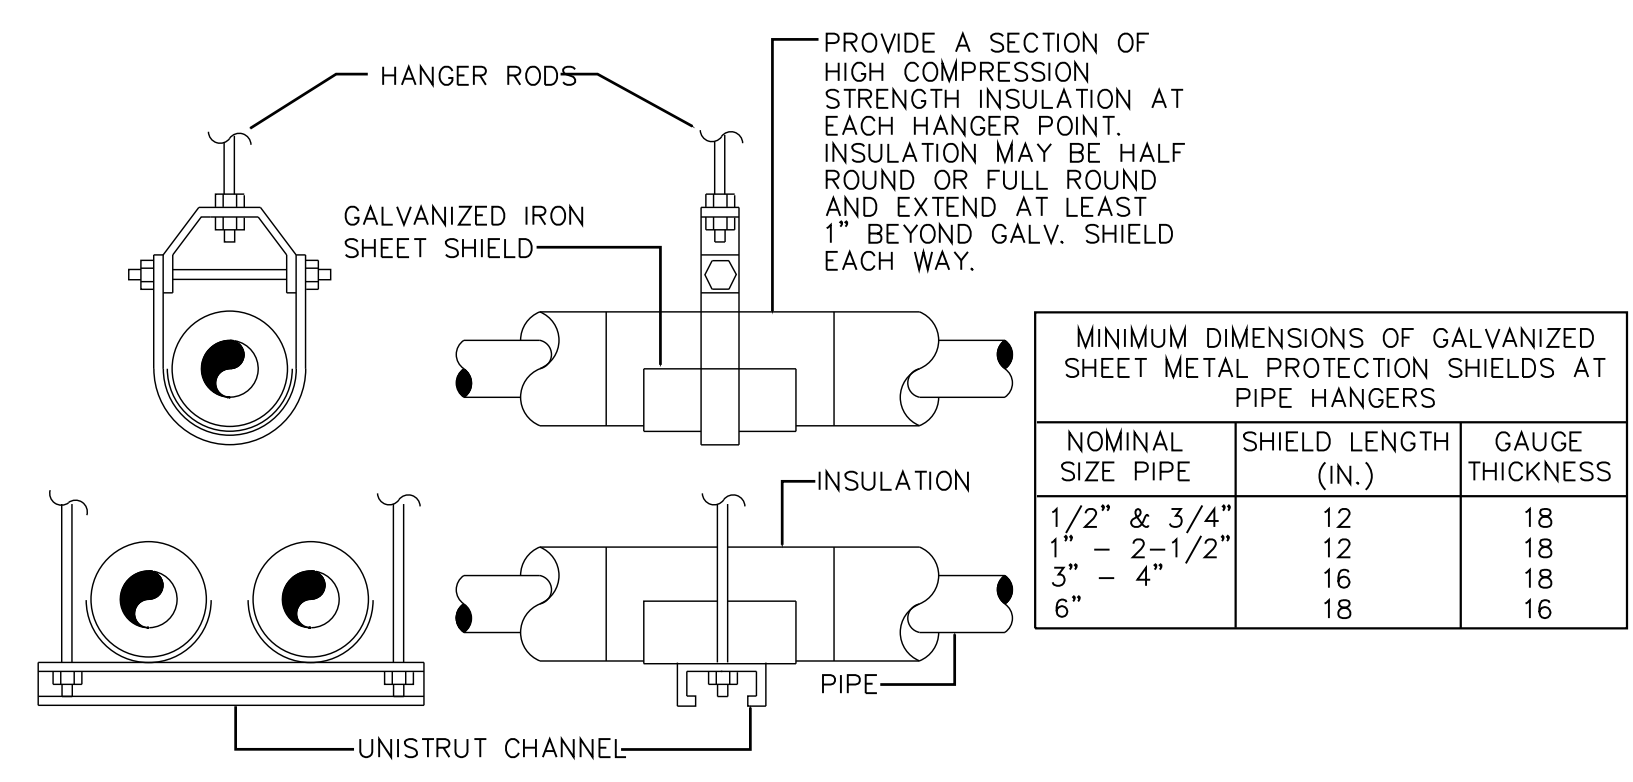 HANGER RODS
PROVIDE A SECTION OF
HIGH COMPRESSION
STRENGTH INSULATION AT
EACH HANGER POINT.
INSULATION MAY BE HALF
ROUND OR FULL ROUND
AND EXTEND AT LEAST
1" BEYOND GALV. SHIELD
EACH WAY.
GALVANIZED IRON
SHEET SHIELD
INSULATION
PIPE
UNISTRUT CHANNEL
MINIMUM DIMENSIONS OF GALVANIZED
SHEET METAL PROTECTION SHIELDS AT
PIPE HANGERS
NOMINAL SIZE PIPE
SHIELD LENGTH (IN.)
GAUGE THICKNESS
1/2" & 3/4" 12 18
1" - 2-1/2" 12 18
3" - 4" 16 18
6" 18 16